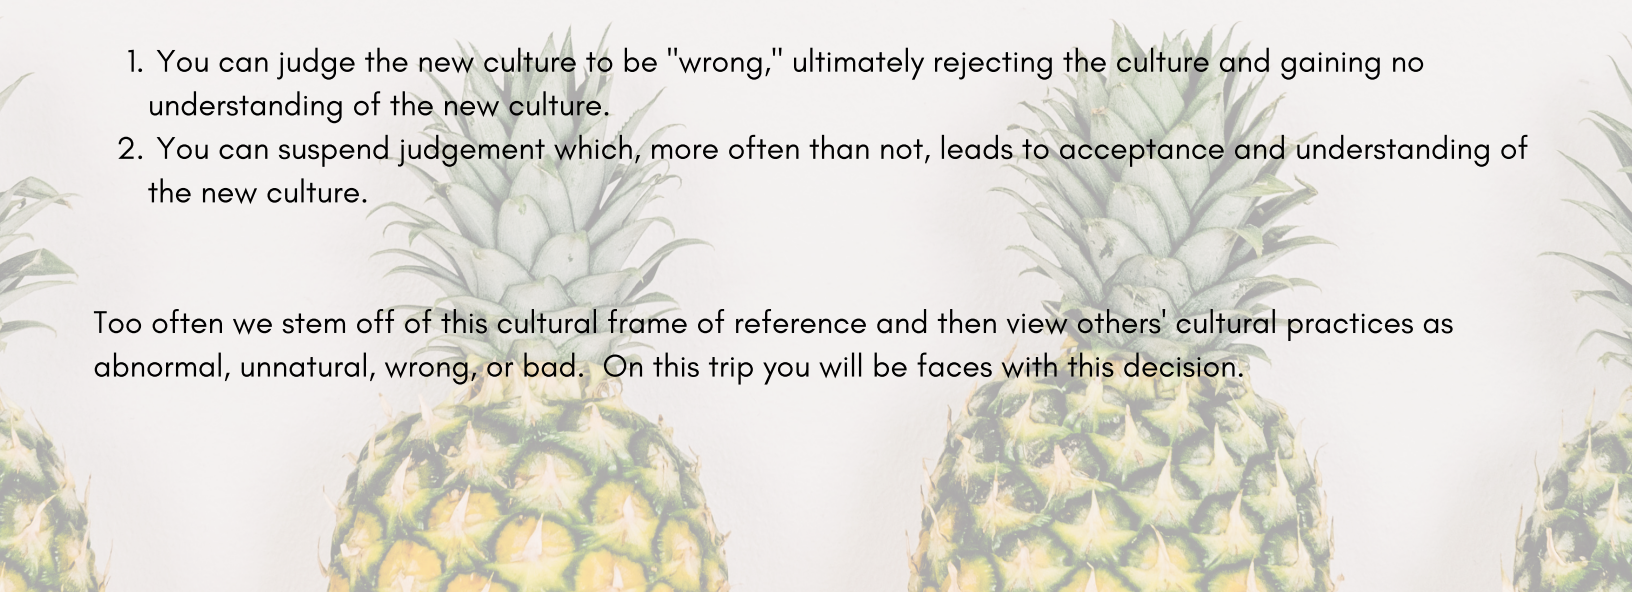 1. You can judge the new culture to be "wrong," ultimately rejecting the culture and gaining no
understanding of the new culture.
2. You can suspend judgement which, more often than not, leads to acceptance and understanding of
the new culture.
Too often we stem off of this cultural frame of reference and then view others' cultural practices as
abnormal, unnatural, wrong, or bad.  On this trip you will be faces with this decision.